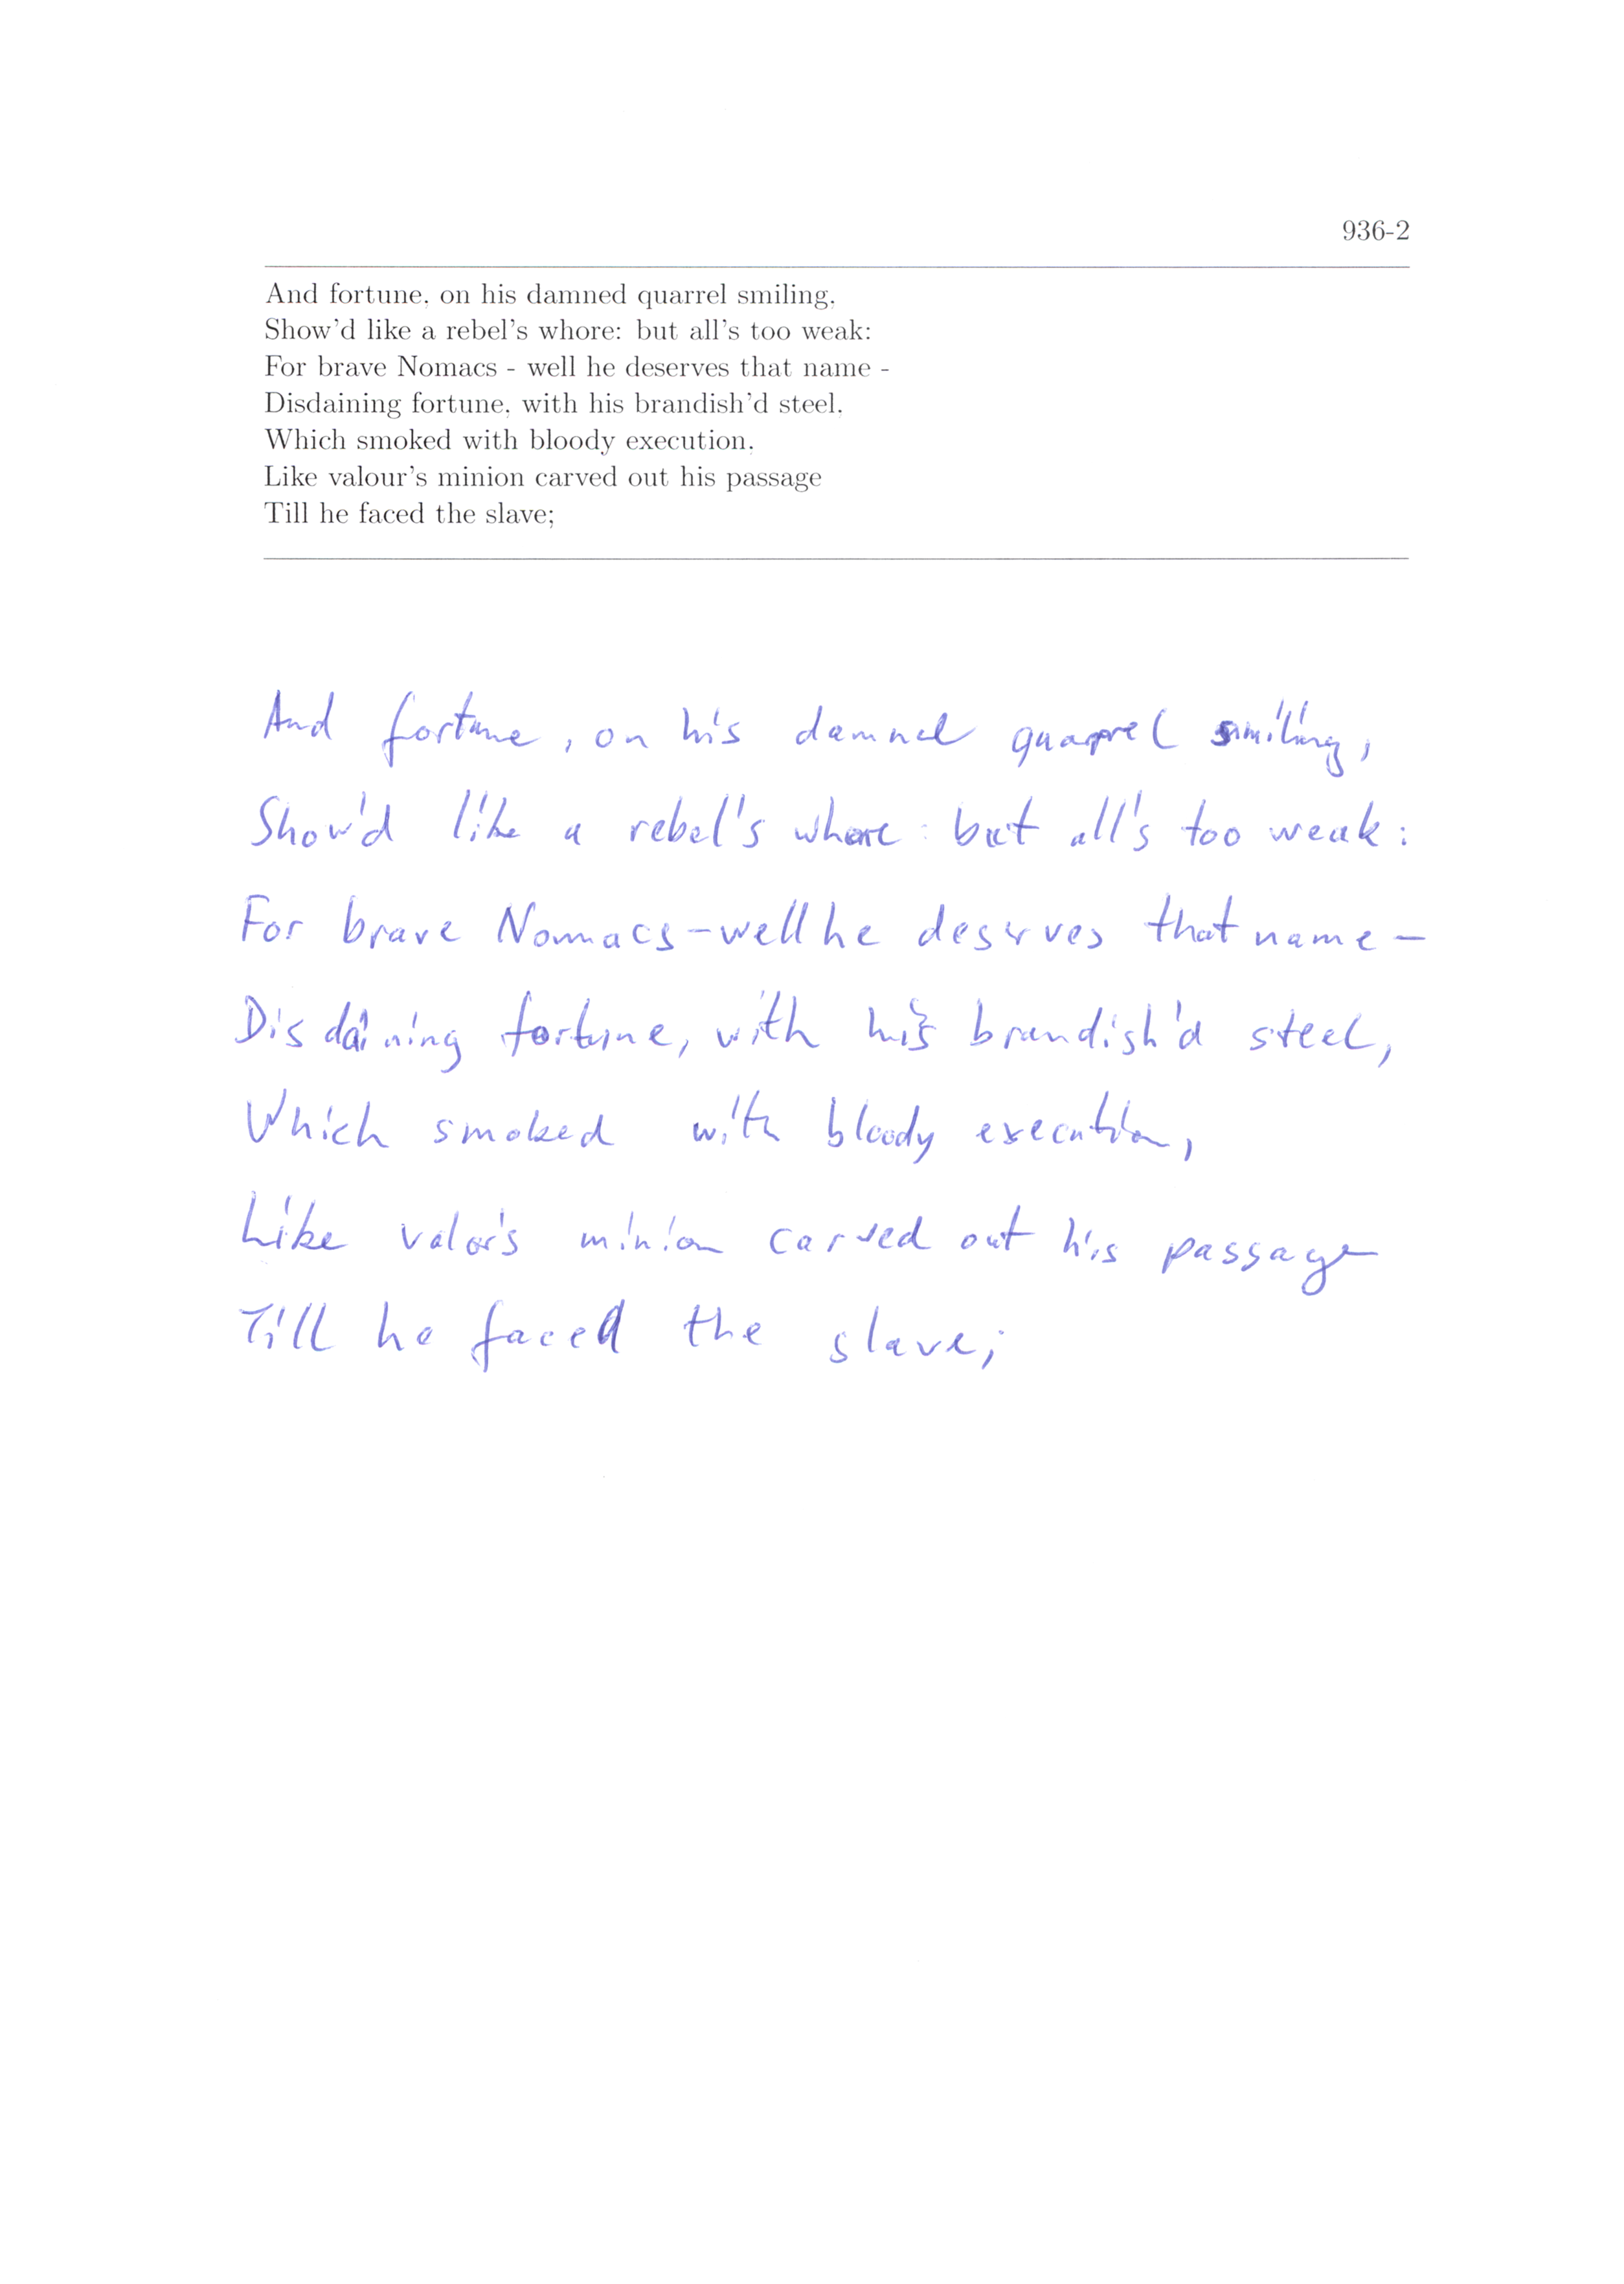 936-2
And fortune, on his damned quarrel smiling,
Show'd like a rebel's whore: but all's too weak:
For brave Nomacs - well he deserves that name -
Disdaining fortune, with his brandish'd steel,
Which smoked with bloody execution,
Like valour's minion carved out his passage
Till he faced the slave;
And fortune, on his damned quarrel smiling,
Show'd like a rebel's whore: but all's too weak:
For brave Nomacs - well he deserves that name -
Disdaining fortune, with his brandish'd steel,
Which smoked with bloody execution,
Like valor's minion carved out his passage
Till he faced the slave;